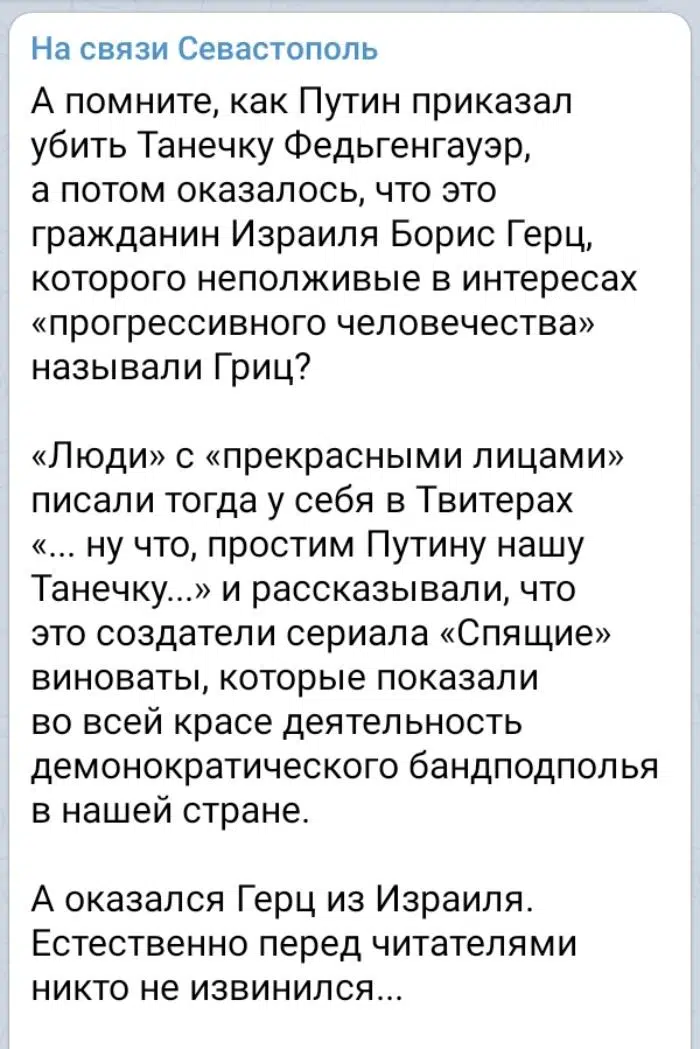 На связи Севастополь
А помните, как Путин приказал
убить Танечку Федьгенгауэр,
а потом оказалось, что это
гражданин Израиля Борис Герц,
которого неполживые в интересах
«прогрессивного человечества»
называли Гриц?
«Люди» с «прекрасными лицами»
писали тогда у себя в Твитерах
«... ну что, простим Путину нашу
Танечку...» и рассказывали, что
это создатели сериала «Спящие»
виноваты, которые показали
во всей красе деятельность
демонократического бандподполья
в нашей стране.
А оказался Герц из Израиля.
Естественно перед читателями
никто не извинился...